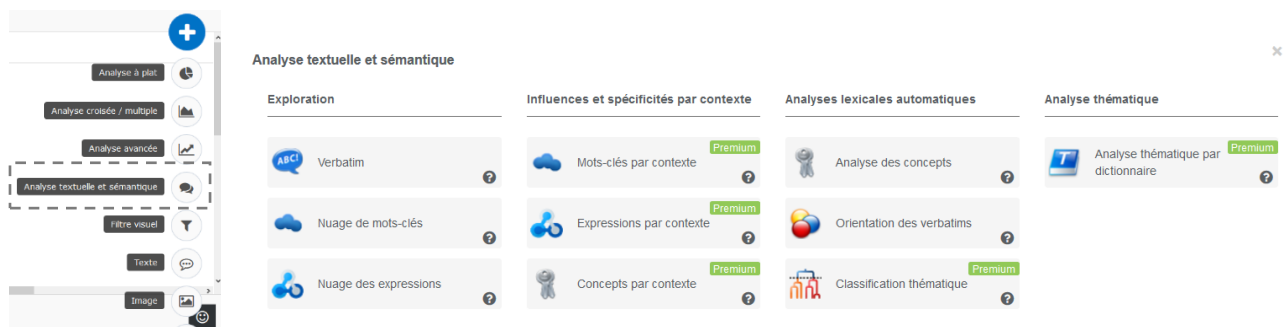 Analyse à plat
Analyse croisée / multiple
Analyse avancée
Analyse textuelle et sémantique
Filtre visuel
Texte
Image
Analyse textuelle et sémantique
Exploration
ABC
Verbatim
Nuage de mots-clés
Nuage des expressions
Influences et spécificités par contexte
Premium
Mots-clés par contexte
Premium
Expressions par contexte
Premium
Concepts par contexte
Analyses lexicales automatiques
Analyse des concepts
Orientation des verbatims
Premium
Classification thématique
Analyse thématique
T
Premium
Analyse thématique par
dictionnaire